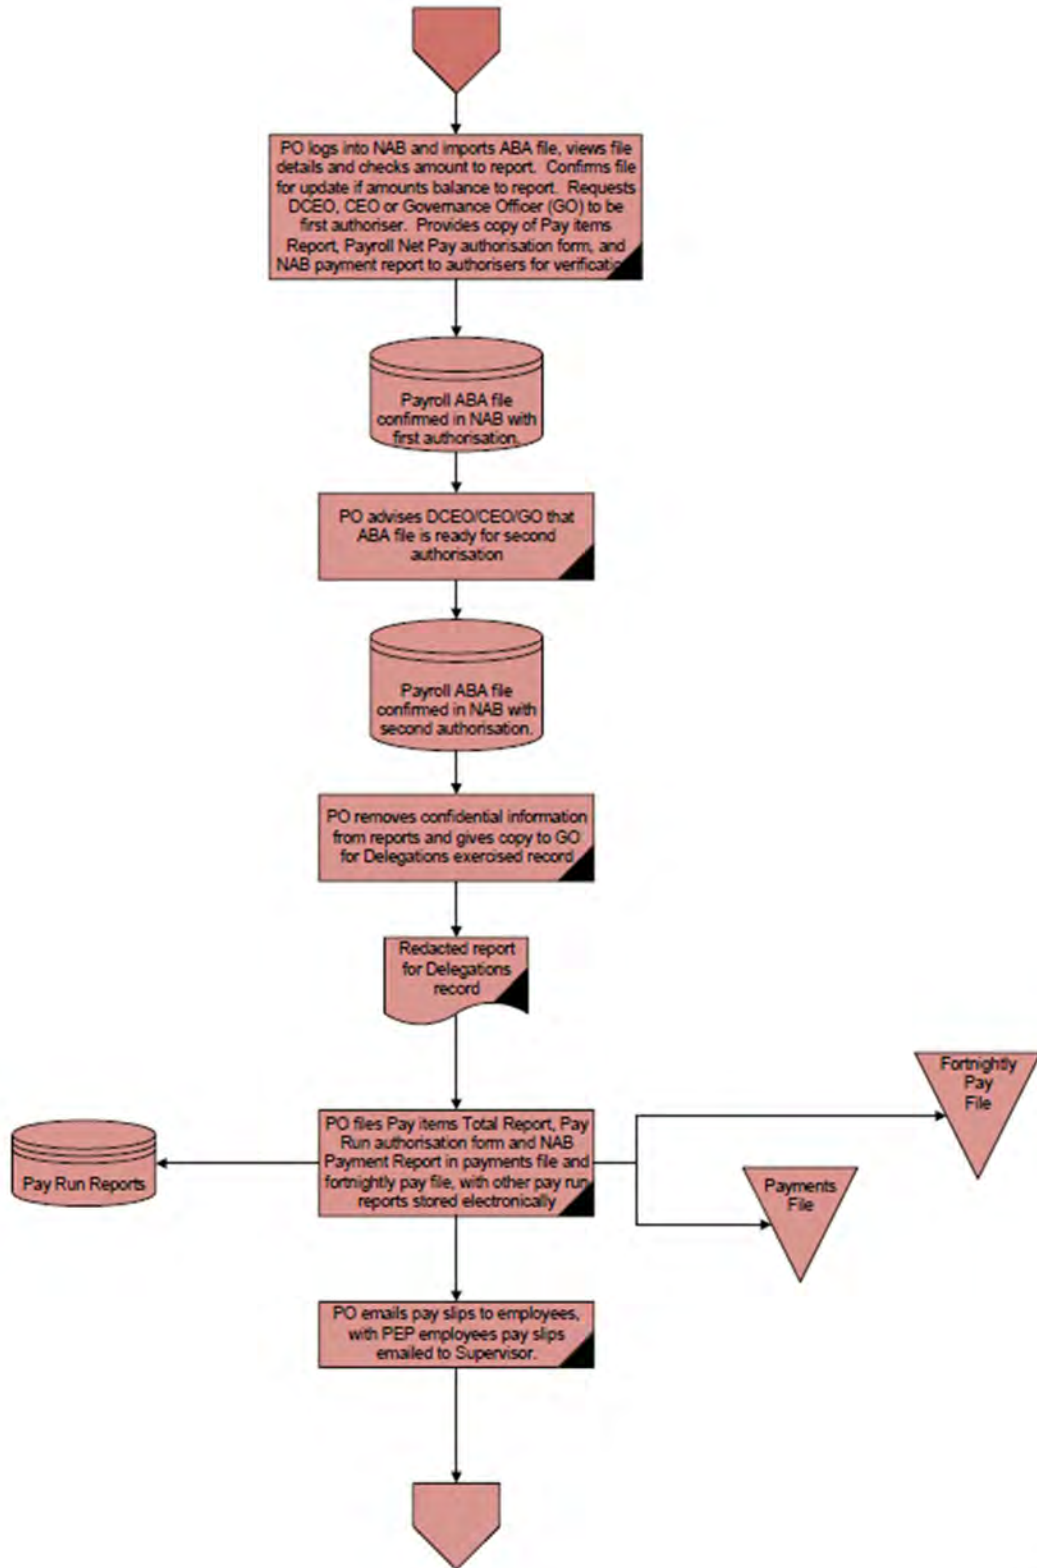 PO logs into NAB and imports ABA file, views file
details and checks amount to report. Confirms file
for update if amounts balance to report. Requests
DCEO, CEO or Governance Officer (GO) to be
first authoriser. Provides copy of Pay items
Report, Payroll Net Pay authorisation form, and
NAB payment report to authorisers for verificatio
Payroll ABA file
confirmed in NAB with
first authorisation.
PO advises DCEO/CEO/GO that
ABA file is ready for second
authorisation
Payroll ABA file
confirmed in NAB with
second authorisation.
PO removes confidential information
from reports and gives copy to GO
for Delegations exercised record
Redacted report
for Delegations
record
Fortnightly
Pay
File
PO files Pay items Total Report, Pay
Run authorisation form and NAB
Payment Report in payments file and
fortnightly pay file, with other pay run
reports stored electronically
Pay Run Reports
Payments
File
PO emails pay slips to employees,
with PEP employees pay slips
emailed to Supervisor.